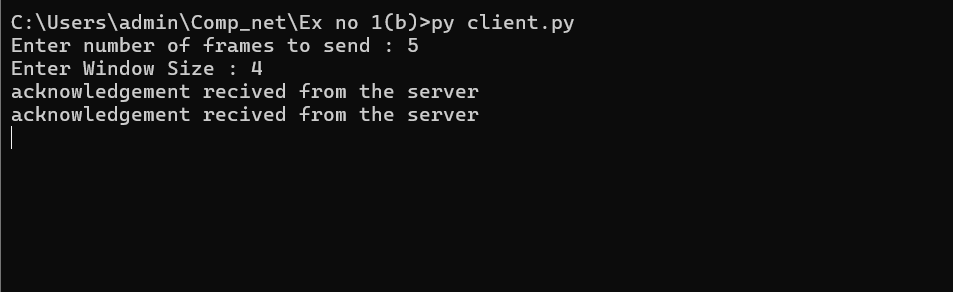 C:\Users\admin\Comp_net\Ex no 1(b)>py client.py
Enter number of frames to send : 5
Enter Window Size : 4
acknowledgement recived from the server
acknowledgement recived from the server